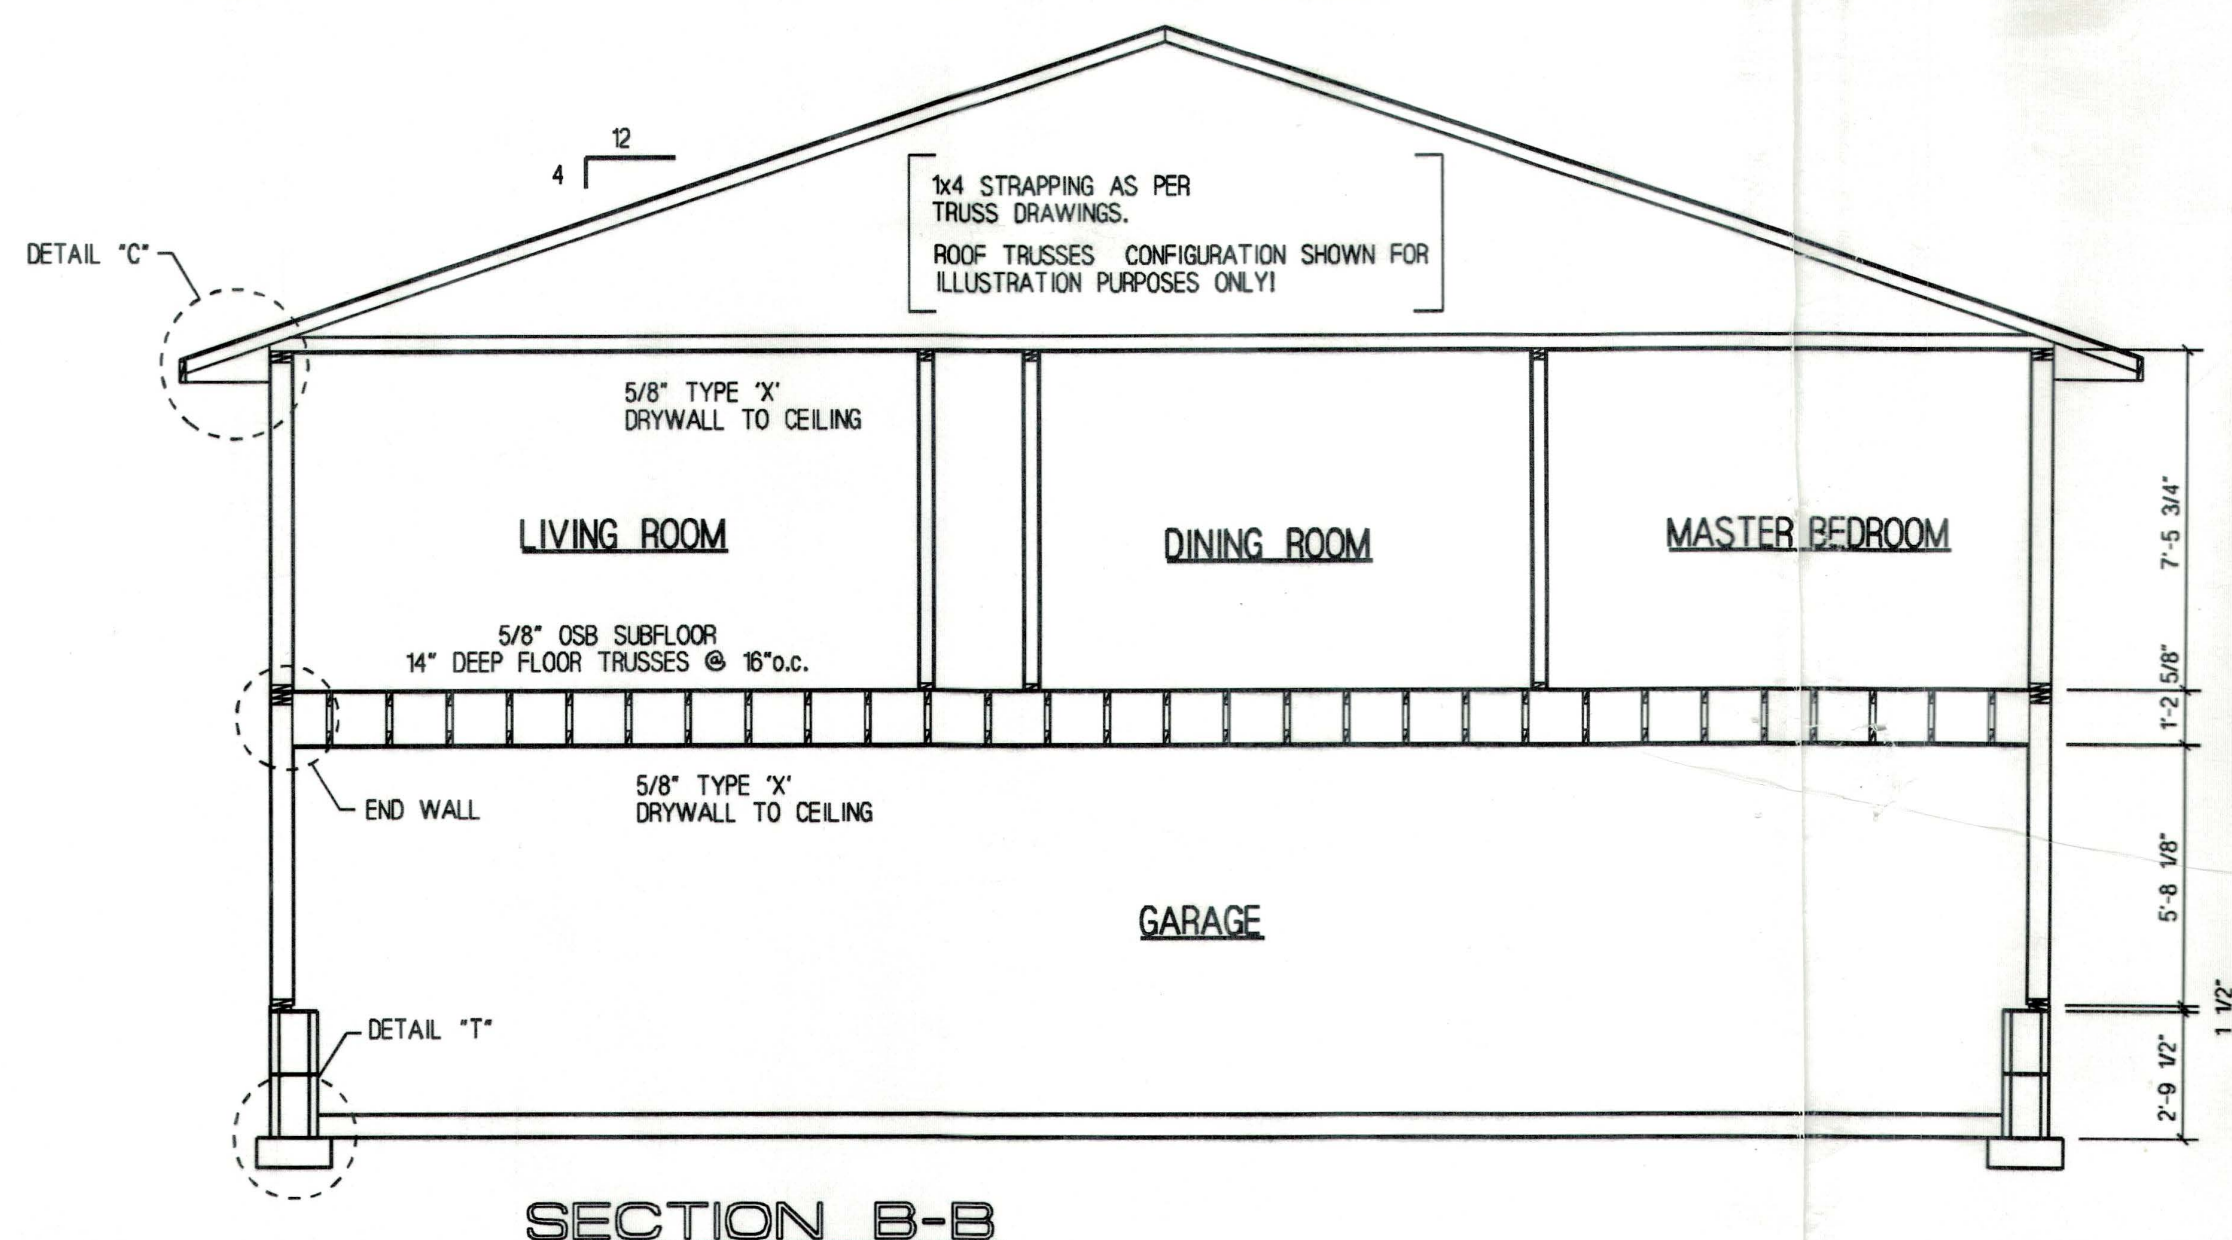 12
4
1x4 STRAPPING AS PER
TRUSS DRAWINGS.
ROOF TRUSSES CONFIGURATION SHOWN FOR
ILLUSTRATION PURPOSES ONLY!
DETAIL "C"
5/8" TYPE 'X'
DRYWALL TO CEILING
LIVING ROOM
DINING ROOM
MASTER BEDROOM
7'-5 3/4"
5/8" OSB SUBFLOOR
14" DEEP FLOOR TRUSSES @ 16"o.c.
1'-2 5/8"
END WALL
5/8" TYPE 'X'
DRYWALL TO CEILING
5'-8 1/8"
GARAGE
1 1/2"
DETAIL "T"
2'-9 1/2"
SECTION B-B